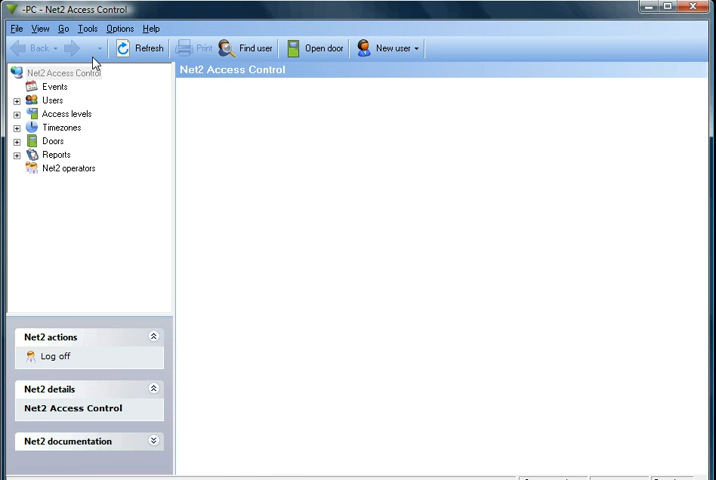 -PC - Net2 Access Control
File View Go Tools Options Help
Back Refresh Print Find user Open door New user
Net2 Access Control
Events
Users
Access levels
Timezones
Doors
Reports
Net2 operators
Net2 Access Control
Net2 actions
Log off
Net2 details
Net2 Access Control
Net2 documentation